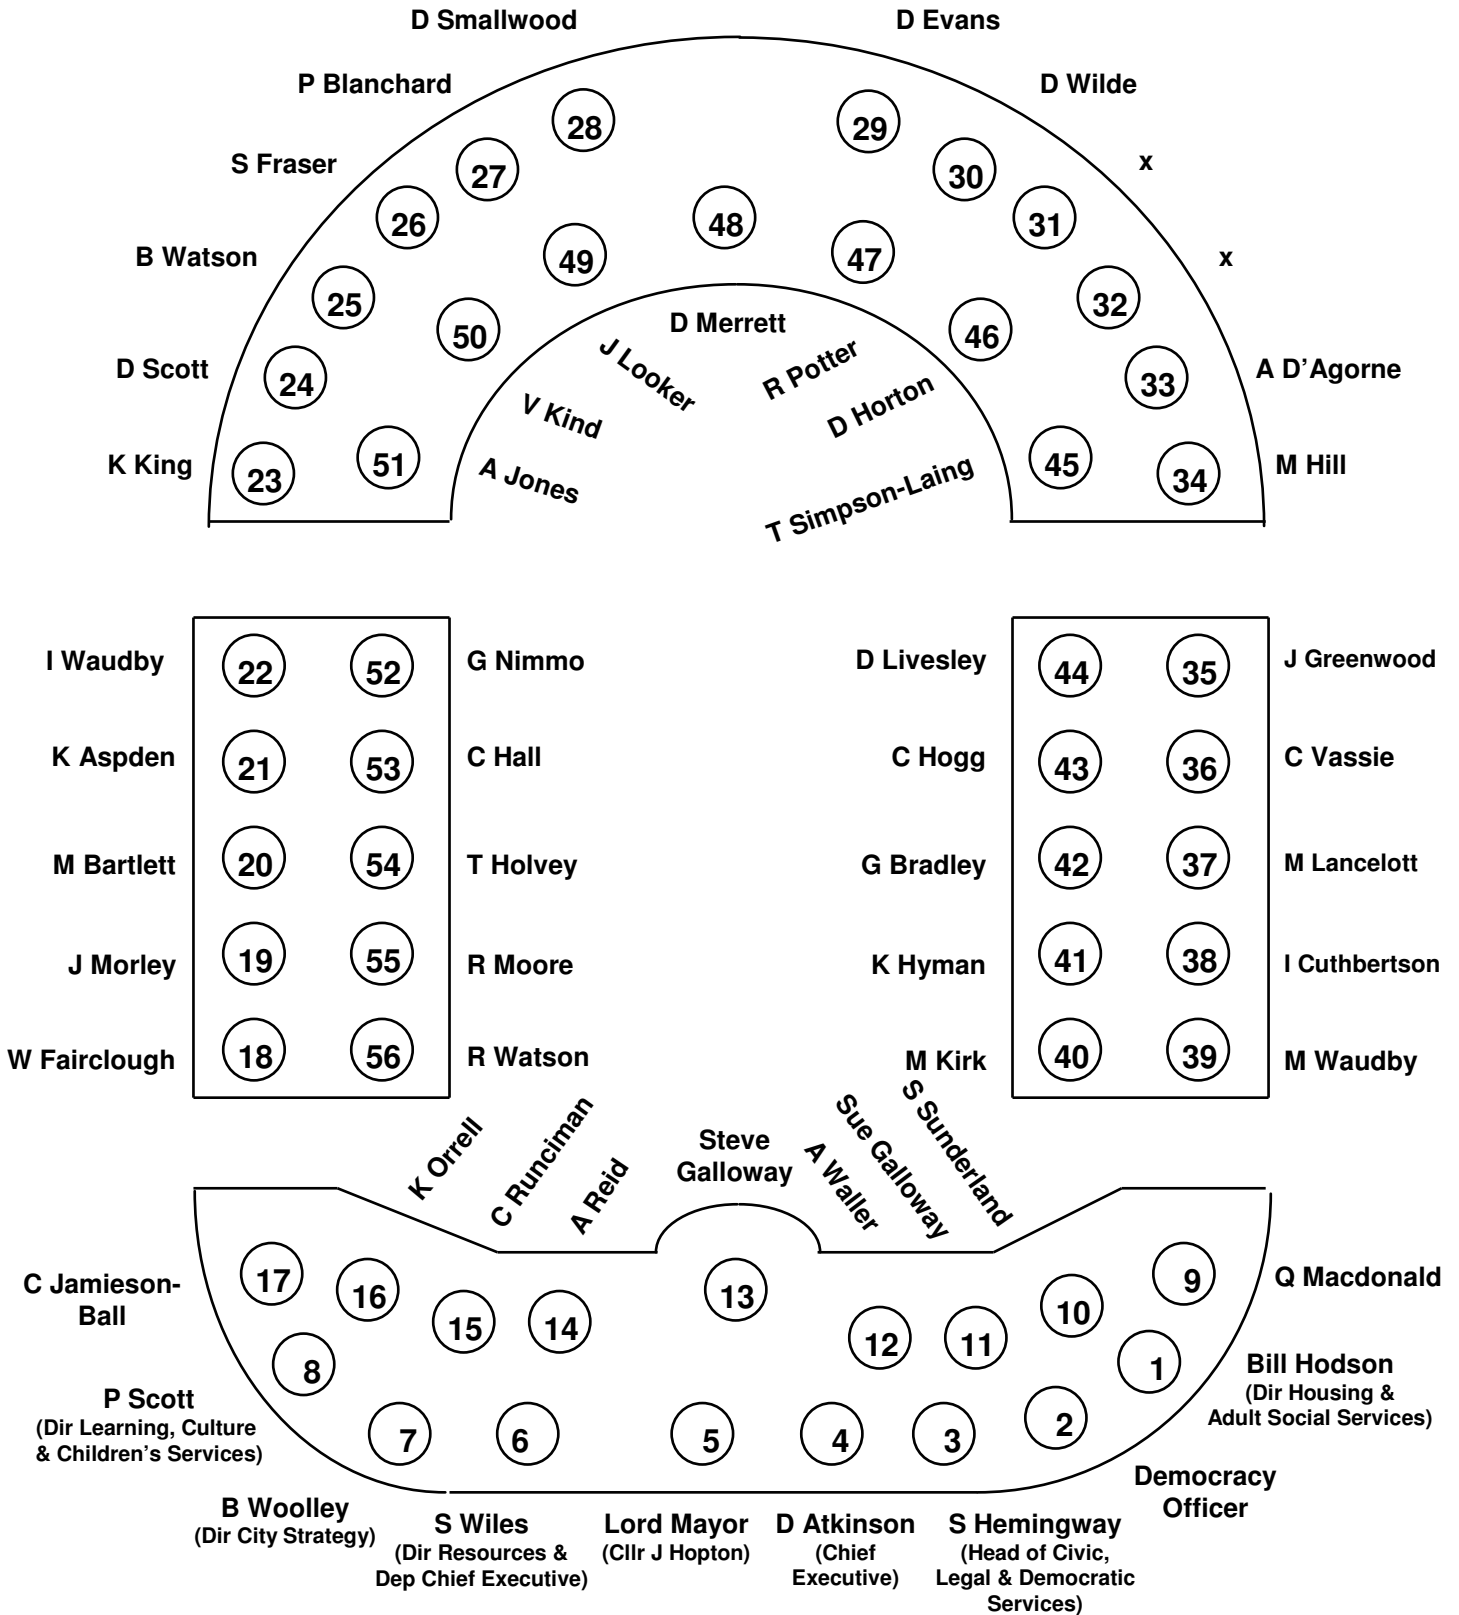 D Smallwood
D Evans
P Blanchard
D Wilde
28
29
S Fraser
27
30
x
26
48
31
B Watson
49
47
x
25
32
50
D Merrett
46
J Looker
R Potter
D Scott
24
33
A D'Agorne
V Kind
D Horton
K King
23
51
A Jones
T Simpson-Laing
45
34
M Hill
I Waudby
22
52
G Nimmo
D Livesley
44
35
J Greenwood
K Aspden
21
53
C Hall
C Hogg
43
36
C Vassie
M Bartlett
20
54
T Holvey
G Bradley
42
37
M Lancelott
J Morley
19
55
R Moore
K Hyman
41
38
I Cuthbertson
W Fairclough
18
56
R Watson
M Kirk
40
39
M Waudby
K Orrell
C Runciman
A Reid
Steve
Galloway
A Waller
Sue Galloway
S Sunderland
C Jamieson-
Ball
17
16
15
14
13
12
11
10
9
Q Macdonald
8
1
Bill Hodson
(Dir Housing &
Adult Social Services)
P Scott
(Dir Learning, Culture
& Children's Services)
7
6
5
4
3
2
Democracy
Officer
B Woolley
(Dir City Strategy)
S Wiles
(Dir Resources &
Dep Chief Executive)
Lord Mayor
(Cllr J Hopton)
D Atkinson
(Chief
Executive)
S Hemingway
(Head of Civic,
Legal & Democratic
Services)